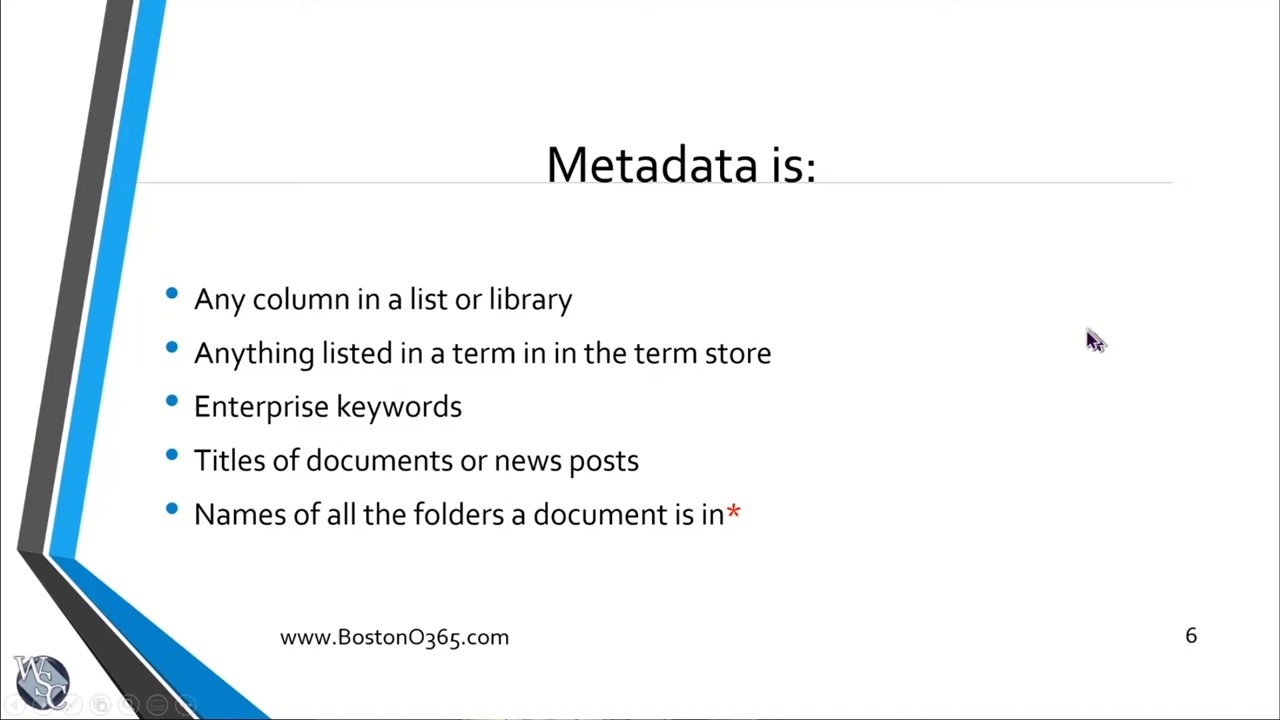 Metadata is:
• Any column in a list or library
• Anything listed in a term in in the term store
• Enterprise keywords
• Titles of documents or news posts
• Names of all the folders a document is in*
www.BostonO365.com
6
WSC